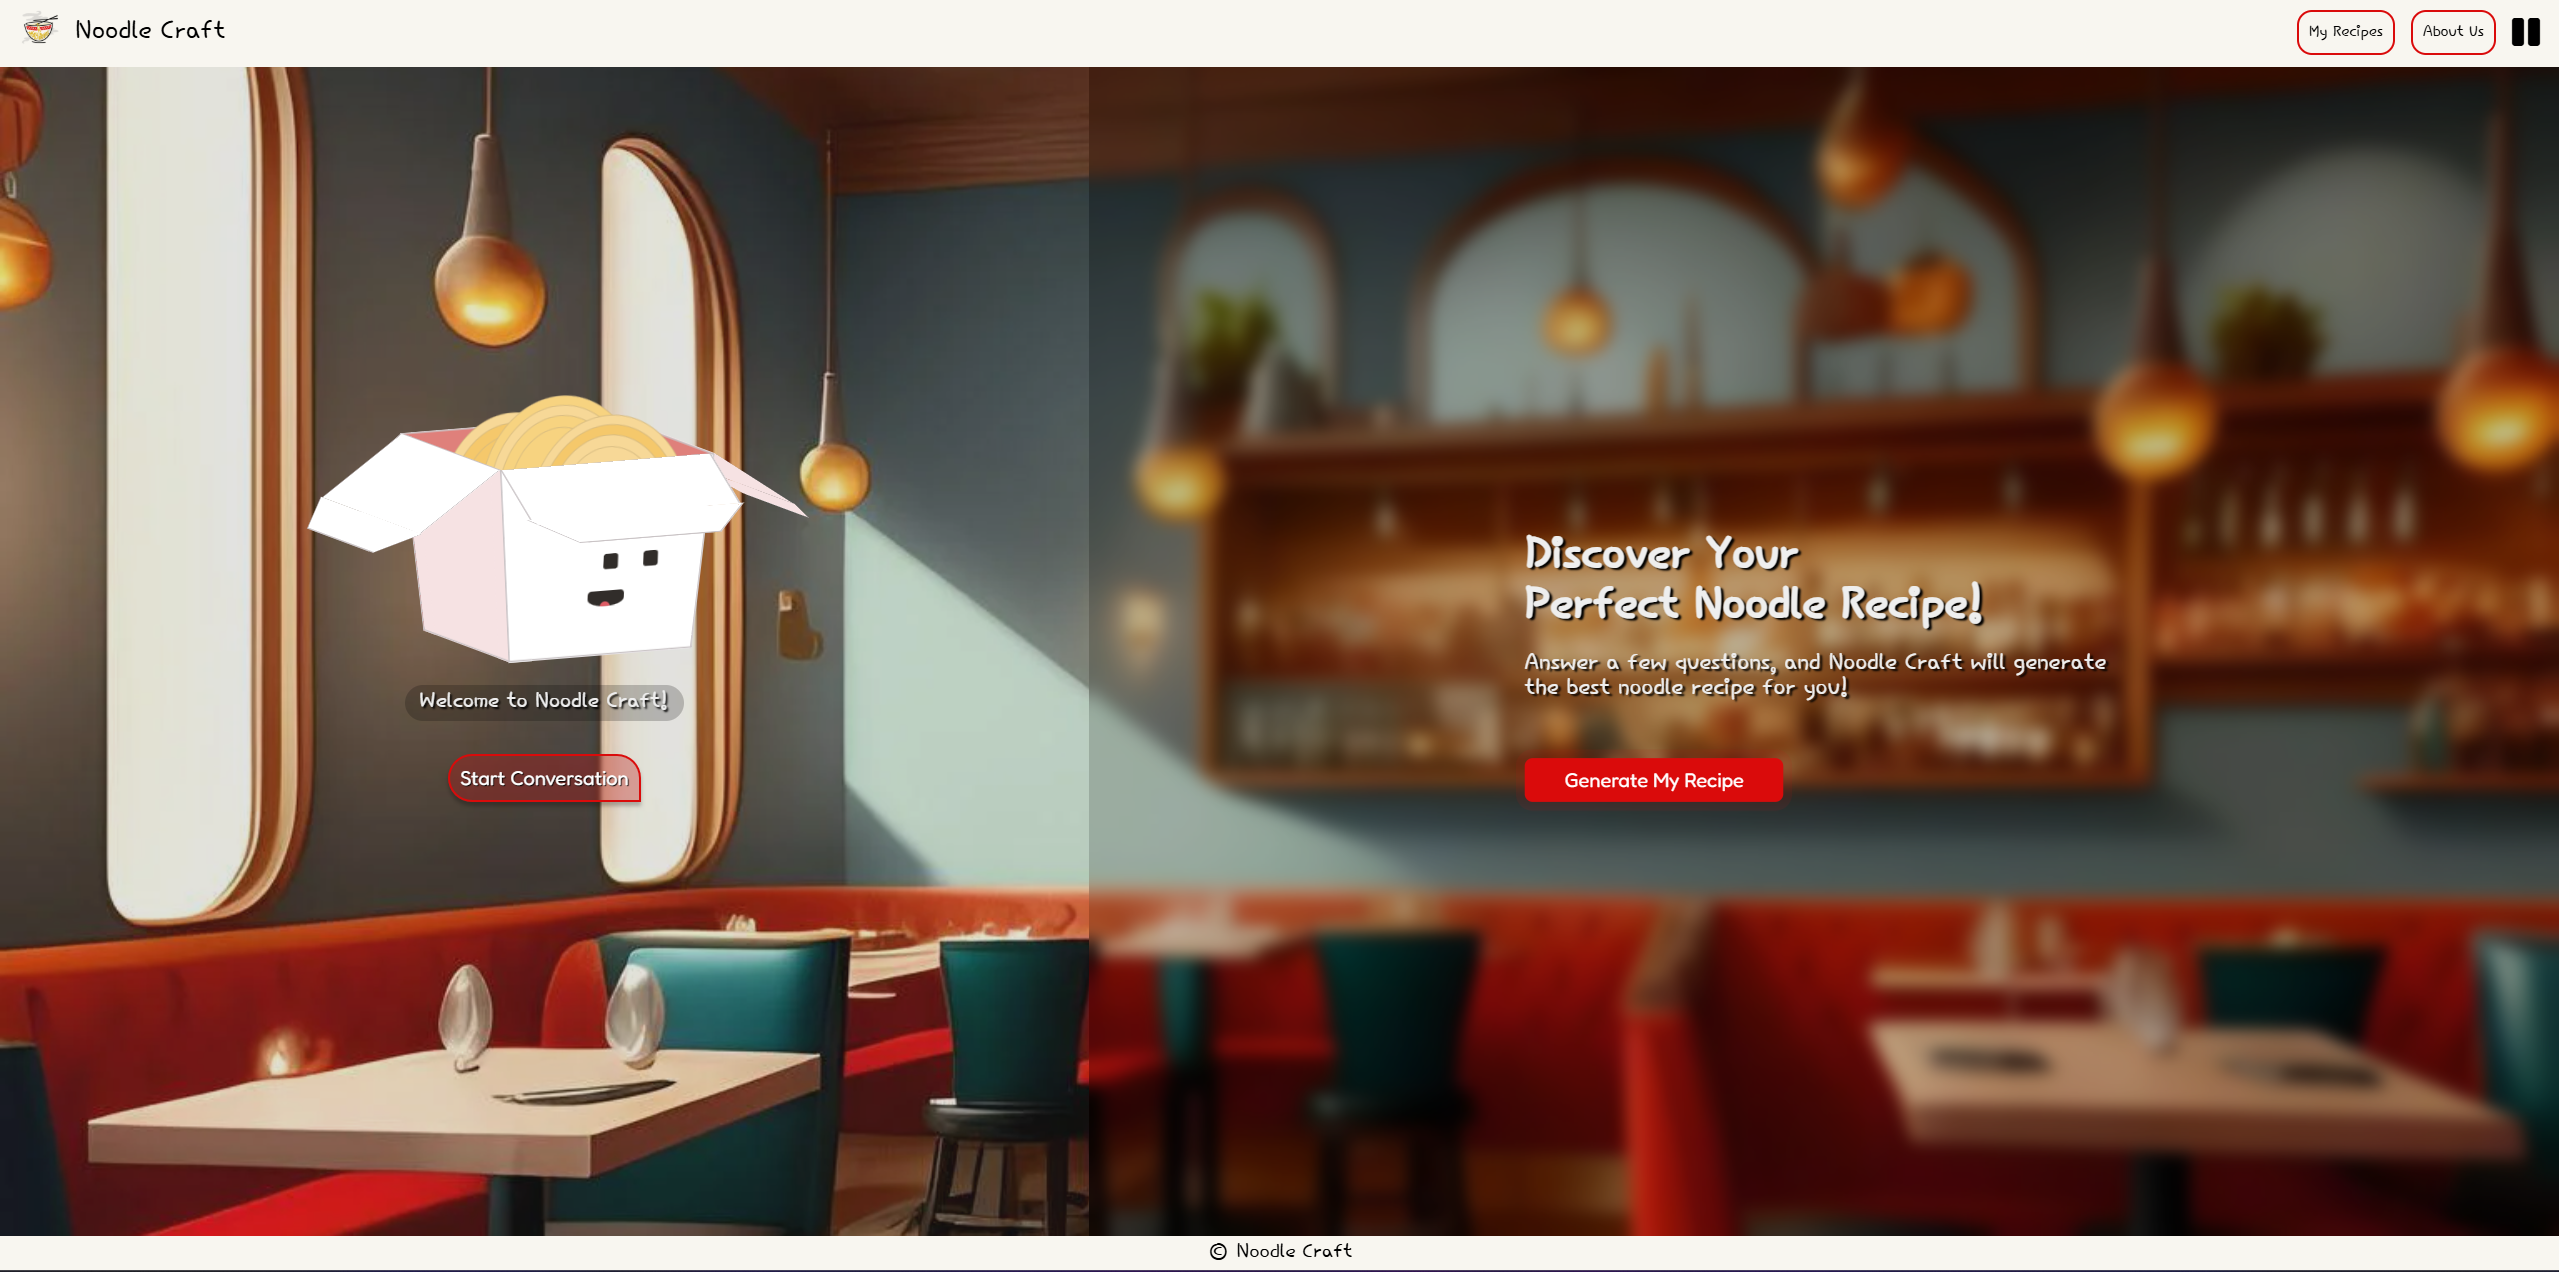 Noodle Craft
My Recipes
About Us
Welcome to Noodle Craft!
Start Conversation
Discover Your
Perfect Noodle Recipe!
Answer a few questions, and Noodle Craft will generate
the best noodle recipe for you!
Generate My Recipe
© Noodle Craft